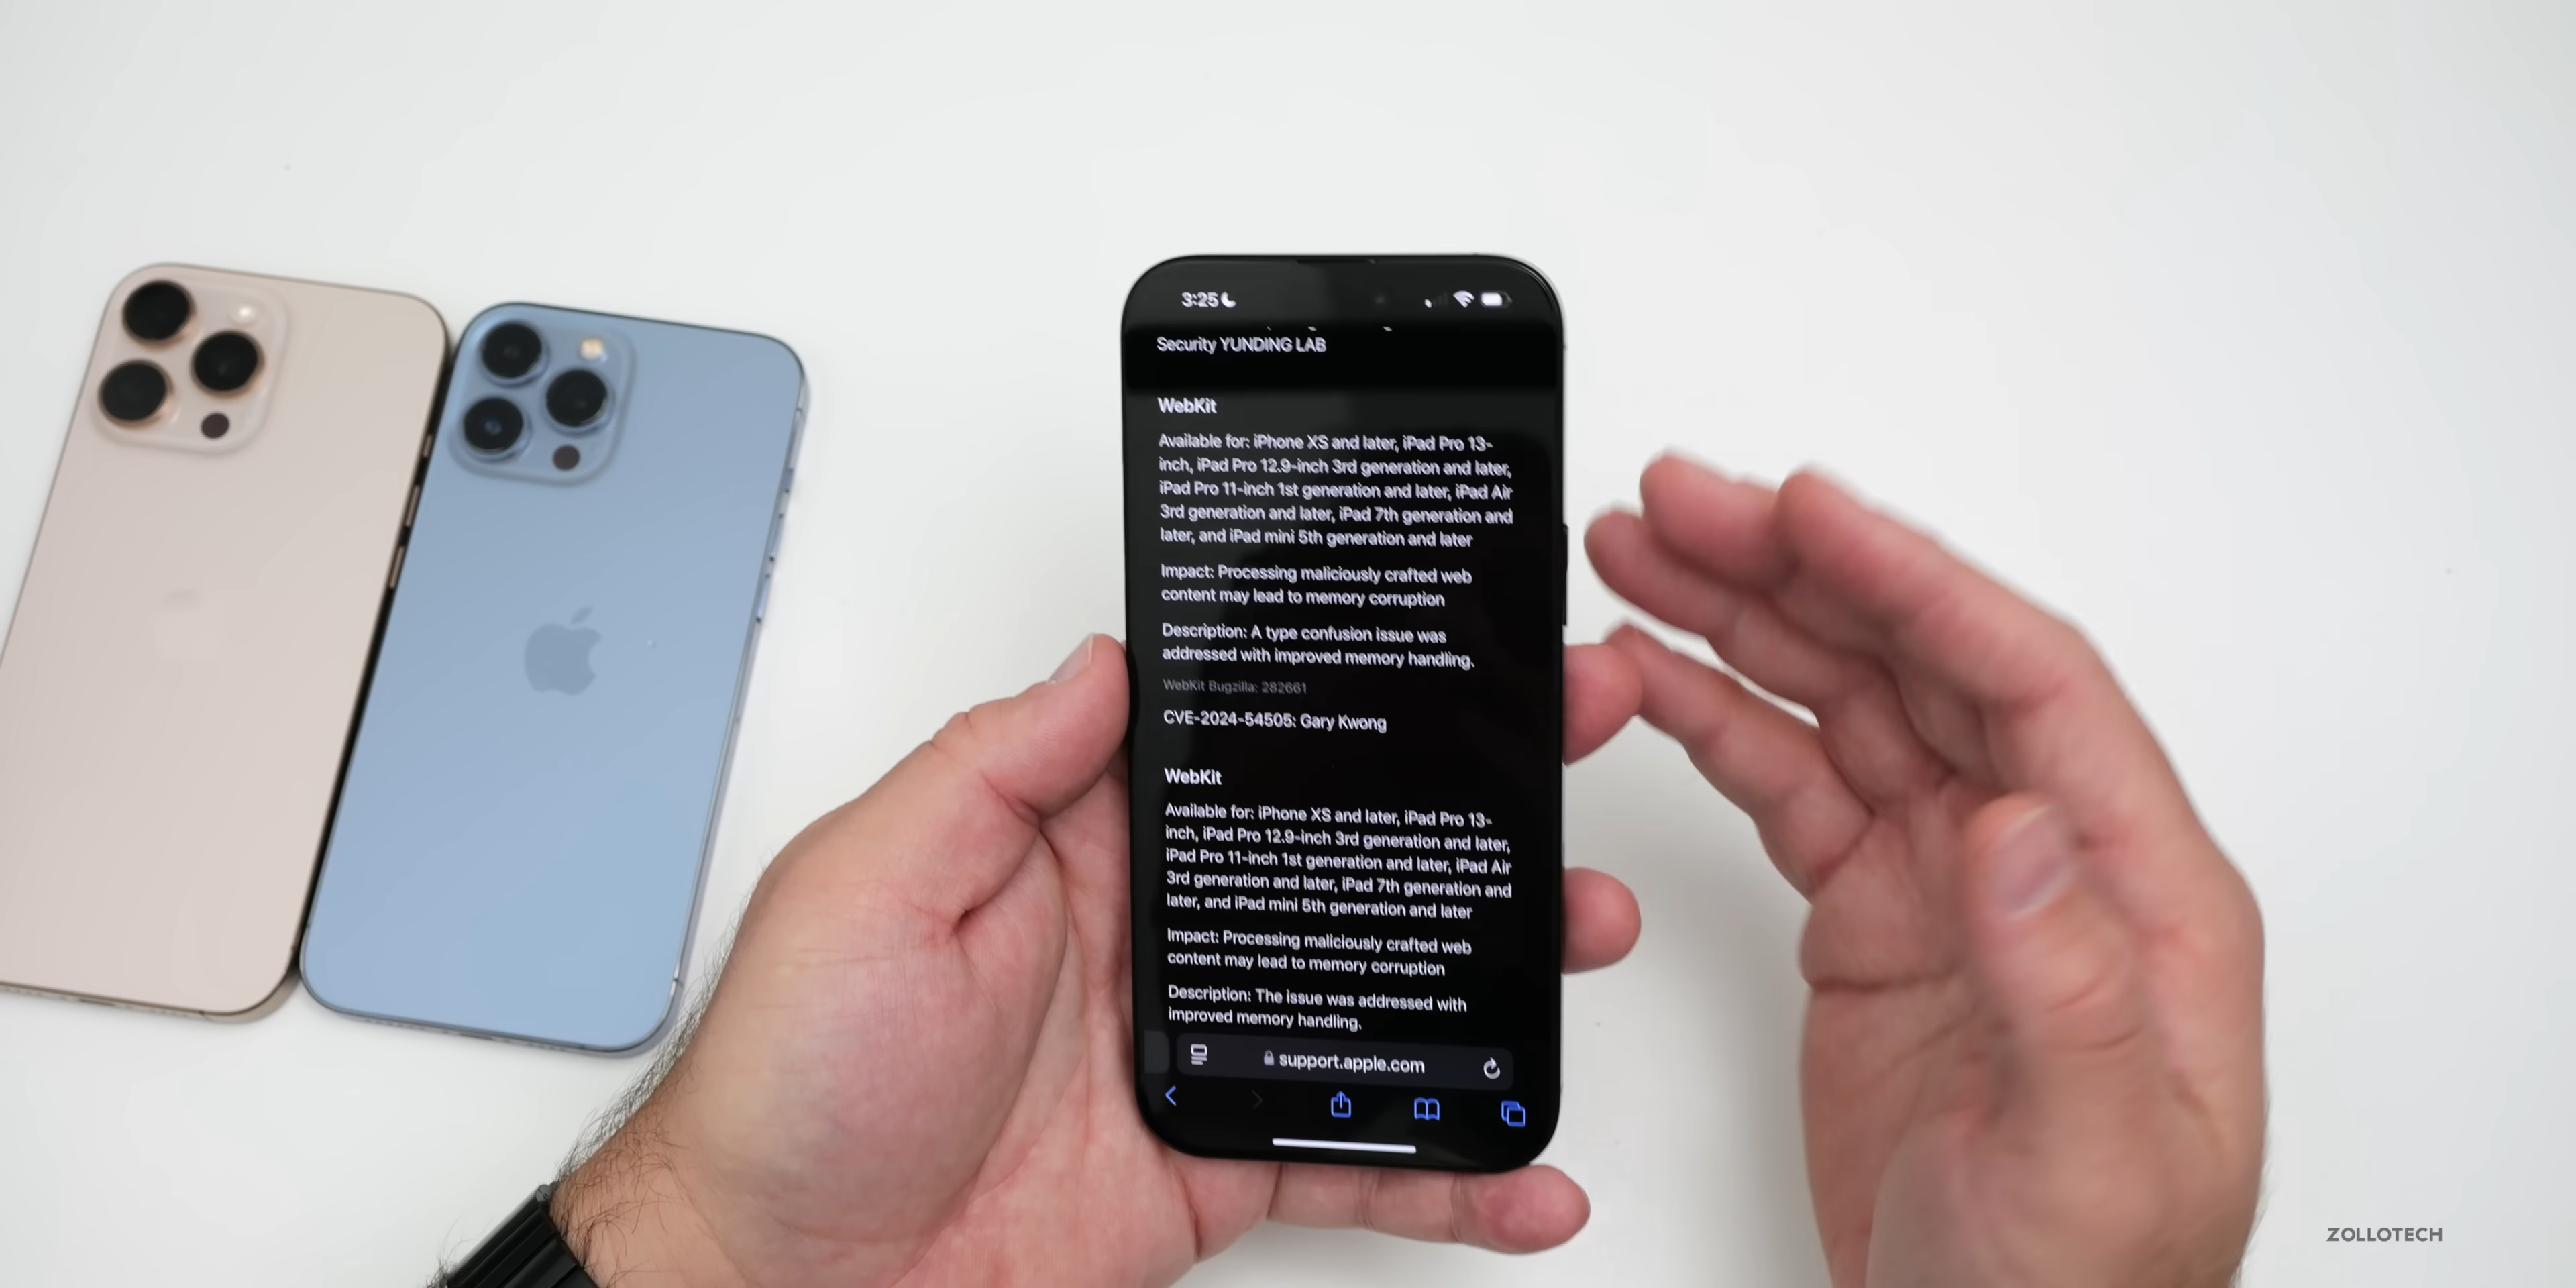 3:25
Security YUNDING LAB
WebKit
Available for: iPhone XS and later, iPad Pro 13-
inch, iPad Pro 12.9-inch 3rd generation and later,
iPad Pro 11-inch 1st generation and later, iPad Air
3rd generation and later, iPad 7th generation and
later, and iPad mini 5th generation and later
Impact: Processing maliciously crafted web
content may lead to memory corruption
Description: A type confusion issue was
addressed with improved memory handling.
WebKit Bugzilla: 282661
CVE-2024-54505: Gary Kwong
WebKit
Available for: iPhone XS and later, iPad Pro 13-
inch, iPad Pro 12.9-inch 3rd generation and later,
iPad Pro 11-inch 1st generation and later, iPad Air
3rd generation and later, iPad 7th generation and
later, and iPad mini 5th generation and later
Impact: Processing maliciously crafted web
content may lead to memory corruption
Description: The issue was addressed with
improved memory handling.
support.apple.com
ZOLLOTECH